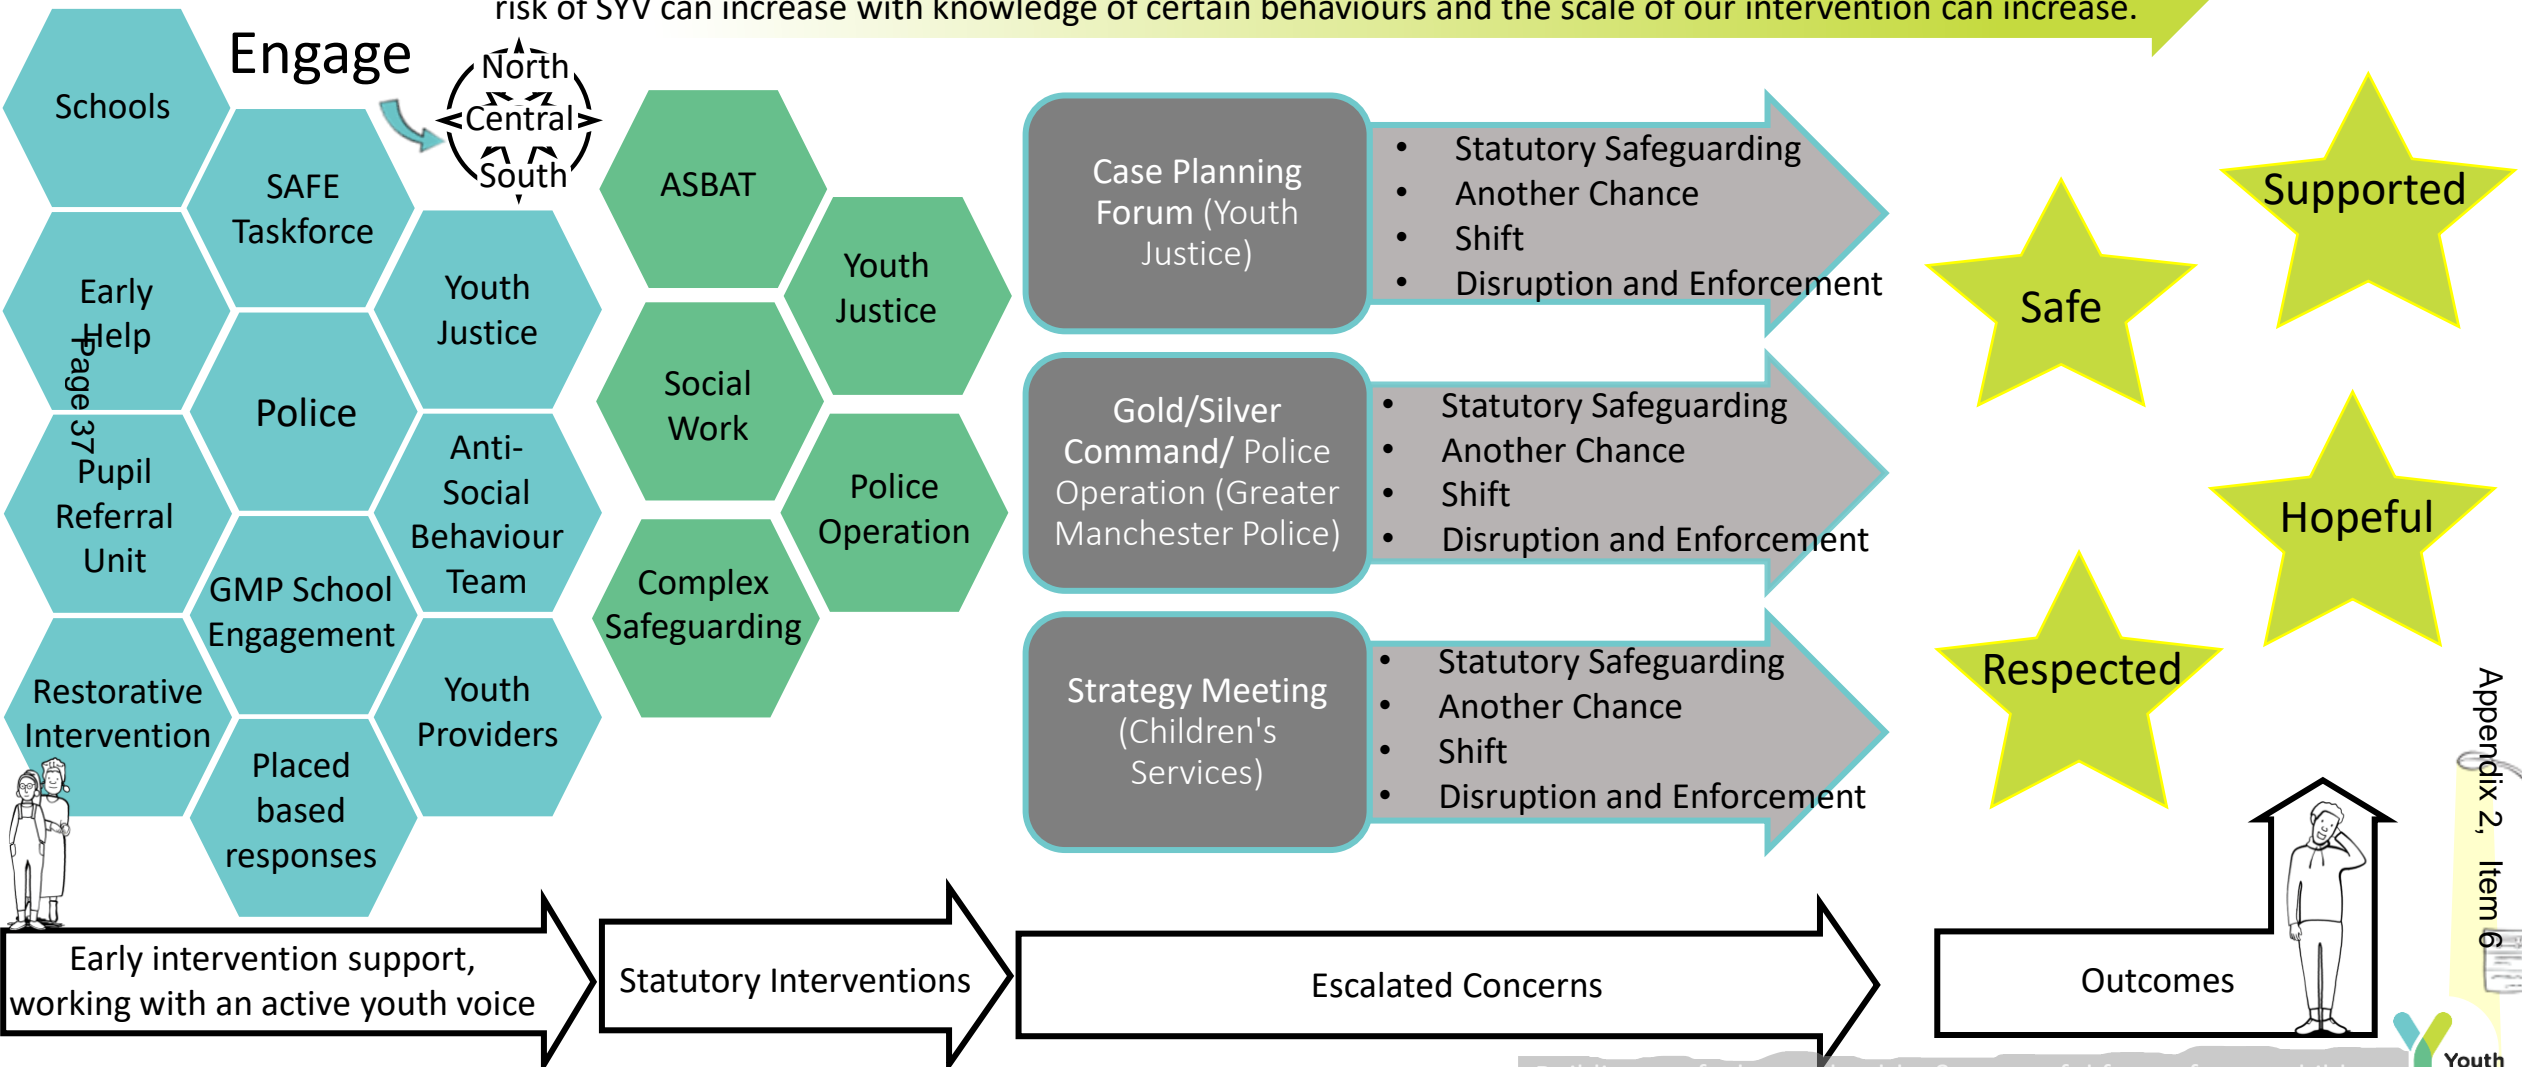 risk of SYV can increase with knowledge of certain behaviours and the scale of our intervention can increase.
Engage
North
Central
South
Schools
SAFE
Taskforce
Early
Help
Youth
Justice
Police
Page 37
Pupil
Referral
Unit
Anti-
Social
Behaviour
Team
GMP School
Engagement
Restorative
Intervention
Youth
Providers
Placed
based
responses
ASBAT
Youth
Justice
Social
Work
Police
Operation
Complex
Safeguarding
Case Planning
Forum (Youth
Justice)
• Statutory Safeguarding
• Another Chance
• Shift
• Disruption and Enforcement
Gold/Silver
Command/ Police
Operation (Greater
Manchester Police)
• Statutory Safeguarding
• Another Chance
• Shift
• Disruption and Enforcement
Strategy Meeting
(Children's
Services)
• Statutory Safeguarding
• Another Chance
• Shift
• Disruption and Enforcement
Supported
Safe
Hopeful
Respected
Appendix 2, Item 6
Early intervention support,
working with an active youth voice
Statutory Interventions
Escalated Concerns
Outcomes
Youth